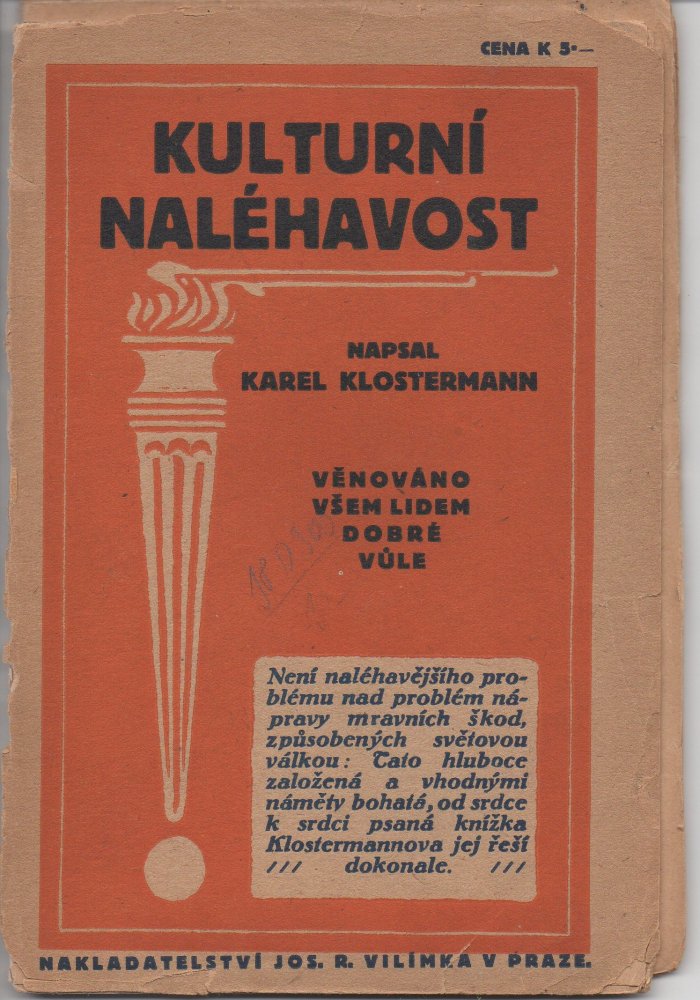 CENA K 5·—
KULTURNÍ
NALÉHAVOST
NAPSAL
KAREL KLOSTERMANN
VĚNOVÁNO
VŠEM LIDEM
DOBRÉ
VŮLE
Není naléhavějšího pro-
blému nad problém ná-
pravy mravních škod,
způsobených světovou
válkou: Tato hluboce
založená a vhodnými
náměty bohatá, od srdce
k srdci psaná knížka
Klostermannova jej řeší
/// dokonale. ///
NAKLADATELSTVÍ JOS. R. VILÍMKA V PRAZE.